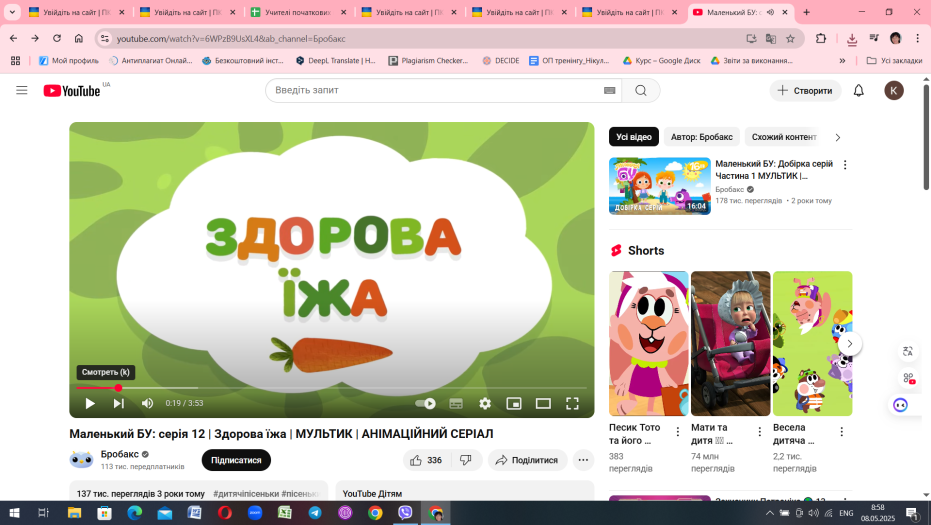 Увійдіть на сайт | ПК
Увійдіть на сайт | ПК
Учителі початкових
Увійдіть на сайт | ПК
Увійдіть на сайт | ПК
Увійдіть на сайт | ПК
Маленький БУ: с
youtube.com/watch?v=6WPzB9UsXL4&ab_channel=Бробакс
Мой профиль
Антиплагиат Онлай...
Безкоштовний інст...
DeepL Translate | Н...
Plagiarism Checker...
DECIDE
ОП тренінгу_Нікул...
Курс – Google Диск
Звіти за виконання...
»
Усі закладки
YouTube UA
Введіть запит
Створити
К
ЗДОРОВА
ЇЖА
Смотреть (k)
0:19 / 3:53
Маленький БУ: серія 12 | Здорова їжа | МУЛЬТИК | АНІМАЦІЙНИЙ СЕРІАЛ
Бробакс
113 тис. передплатників
Підписатися
336
Поділитися
137 тис. переглядів 3 роки тому #дитячіпісеньки #пісеньк
YouTube Дітям
Усі відео
Автор: Бробакс
Схожий контент
БУ
ДОБІРКА СЕРІЙ
16:04
Маленький БУ: Добірка серій
Частина 1 МУЛЬТИК |...
Бробакс
178 тис. переглядів • 2 роки тому
Shorts
Песик Тото
та його ...
383
переглядів
Мати та
дитя ...
74 млн
переглядів
Весела
дитяча ...
2,2 тис.
переглядів
zoom
ENG
8:58
08.05.2025
1